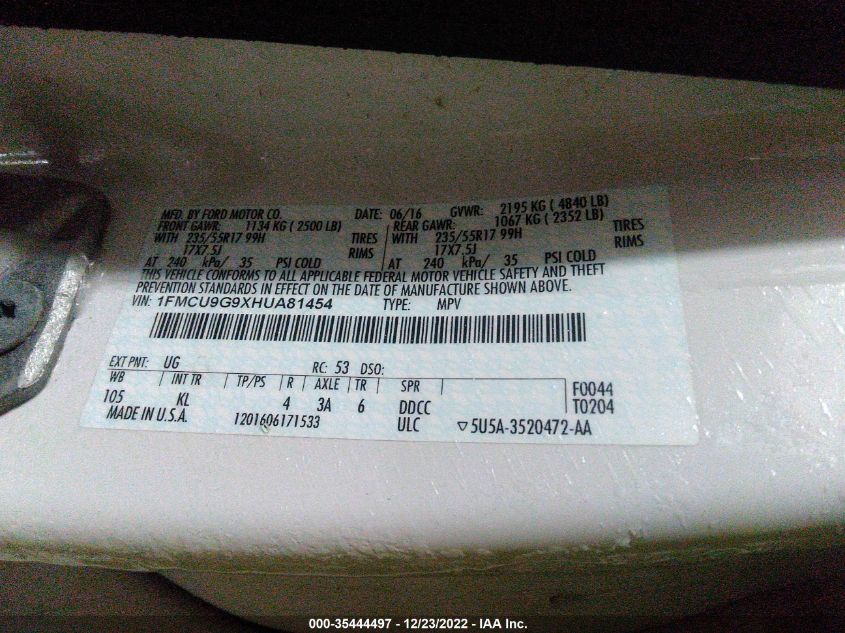 MFD. BY FORD MOTOR CO. DATE: 06/16 GVWR: 2195 KG ( 4840 LB)
FRONT GAWR: 1134 KG ( 2500 LB) REAR GAWR: 1067 KG ( 2352 LB)
WITH 235/55R17 99H TIRES WITH 235/55R17 99H TIRES
17X7.5J RIMS 17X7.5J RIMS
AT 240 kPa/ 35 PSI COLD AT 240 kPa/ 35 PSI COLD
THIS VEHICLE CONFORMS TO ALL APPLICABLE FEDERAL MOTOR VEHICLE SAFETY AND THEFT
PREVENTION STANDARDS IN EFFECT ON THE DATE OF MANUFACTURE SHOWN ABOVE.
VIN: 1FMCU9G9XHUA81454 TYPE: MPV
EXT PNT: UG RC: 53 DSO:
WB INT TR TP/PS R AXLE TR SPR F0044
105 KL 4 3A 6 DDCC T0204
MADE IN U.S.A. 1201606171533 ULC ▽5U5A-3520472-AA
000-35444497 - 12/23/2022 - IAA Inc.